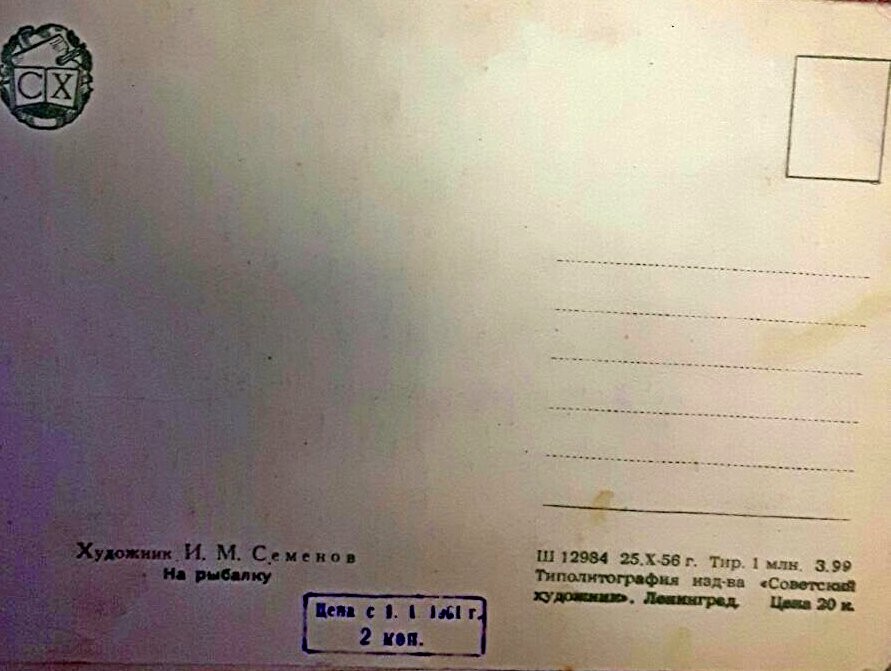 СХ
Художник И. М. Семенов
На рыбалку
Цена с 1. 1 1961 г.
2 коп.
Ш 12984 25.X-56 г. Тир. 1 млн. З.99
Типолитография изд-ва «Советский
художник». Ленинград. Цена 20 к.